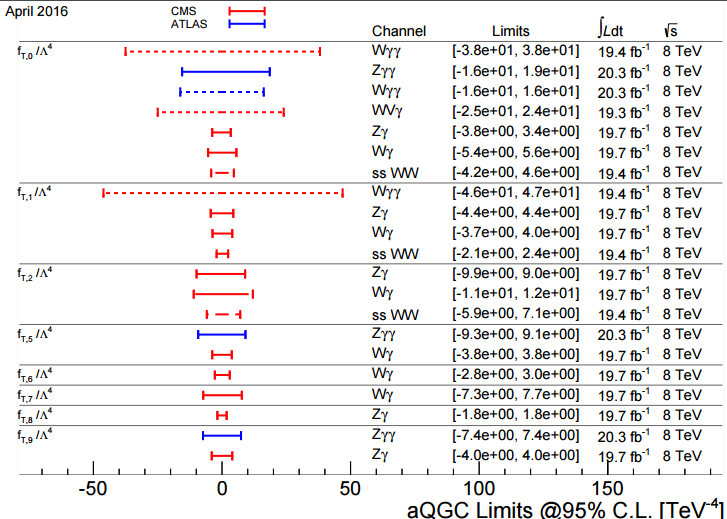 April 2016
CMS
ATLAS
Channel Limits ∫Ldt √s
f_T,0 /Λ⁴ Wγγ [-3.8e+01, 3.8e+01] 19.4 fb⁻¹ 8 TeV
Zγγ [-1.6e+01, 1.9e+01] 20.3 fb⁻¹ 8 TeV
Wγγ [-1.6e+01, 1.6e+01] 20.3 fb⁻¹ 8 TeV
WVγ [-2.5e+01, 2.4e+01] 19.3 fb⁻¹ 8 TeV
Zγ [-3.8e+00, 3.4e+00] 19.7 fb⁻¹ 8 TeV
Wγ [-5.4e+00, 5.6e+00] 19.7 fb⁻¹ 8 TeV
ss WW [-4.2e+00, 4.6e+00] 19.4 fb⁻¹ 8 TeV
f_T,1 /Λ⁴ Wγγ [-4.6e+01, 4.7e+01] 19.4 fb⁻¹ 8 TeV
Zγ [-4.4e+00, 4.4e+00] 19.7 fb⁻¹ 8 TeV
Wγ [-3.7e+00, 4.0e+00] 19.7 fb⁻¹ 8 TeV
ss WW [-2.1e+00, 2.4e+00] 19.4 fb⁻¹ 8 TeV
f_T,2 /Λ⁴ Zγ [-9.9e+00, 9.0e+00] 19.7 fb⁻¹ 8 TeV
Wγ [-1.1e+01, 1.2e+01] 19.7 fb⁻¹ 8 TeV
ss WW [-5.9e+00, 7.1e+00] 19.4 fb⁻¹ 8 TeV
f_T,5 /Λ⁴ Zγγ [-9.3e+00, 9.1e+00] 20.3 fb⁻¹ 8 TeV
Wγ [-3.8e+00, 3.8e+00] 19.7 fb⁻¹ 8 TeV
f_T,6 /Λ⁴ Wγ [-2.8e+00, 3.0e+00] 19.7 fb⁻¹ 8 TeV
f_T,7 /Λ⁴ Wγ [-7.3e+00, 7.7e+00] 19.7 fb⁻¹ 8 TeV
f_T,8 /Λ⁴ Zγ [-1.8e+00, 1.8e+00] 19.7 fb⁻¹ 8 TeV
f_T,9 /Λ⁴ Zγγ [-7.4e+00, 7.4e+00] 20.3 fb⁻¹ 8 TeV
Zγ [-4.0e+00, 4.0e+00] 19.7 fb⁻¹ 8 TeV
-50 0 50 100 150
aQGC Limits @95% C.L. [TeV⁻⁴]